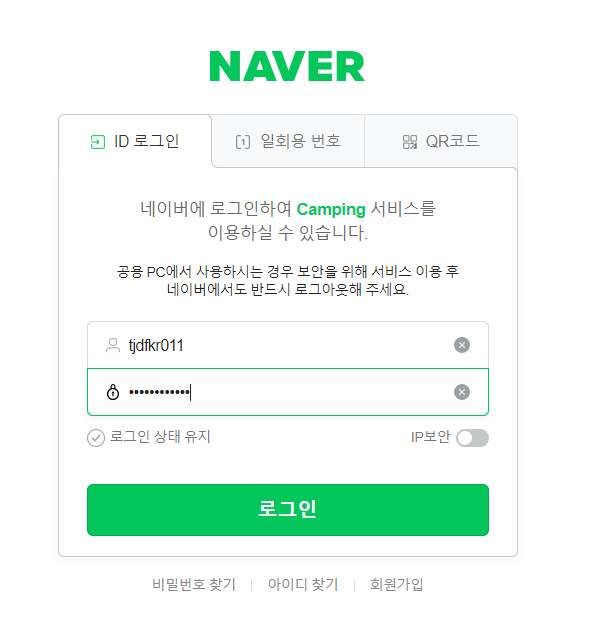 NAVER
ID 로그인
일회용 번호
QR코드
네이버에 로그인하여 Camping 서비스를
이용하실 수 있습니다.
공용 PC에서 사용하시는 경우 보안을 위해 서비스 이용 후
네이버에서도 반드시 로그아웃해 주세요.
tjdfkr011
••••••••••••
로그인 상태 유지
IP보안
로그인
비밀번호 찾기
아이디 찾기
회원가입